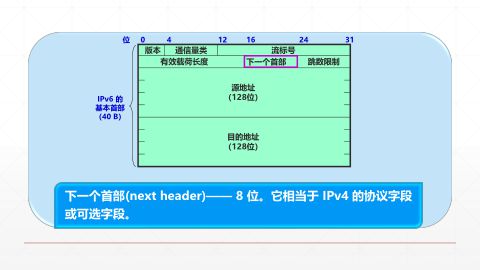 位 0 4 12 16 24 31
版本 通信量类 流标号
有效载荷长度 下一个首部 跳数限制
源地址
(128位)
IPv6 的
基本首部
(40 B)
目的地址
(128位)
下一个首部(next header)—— 8 位。它相当于 IPv4 的协议字段
或可选字段。